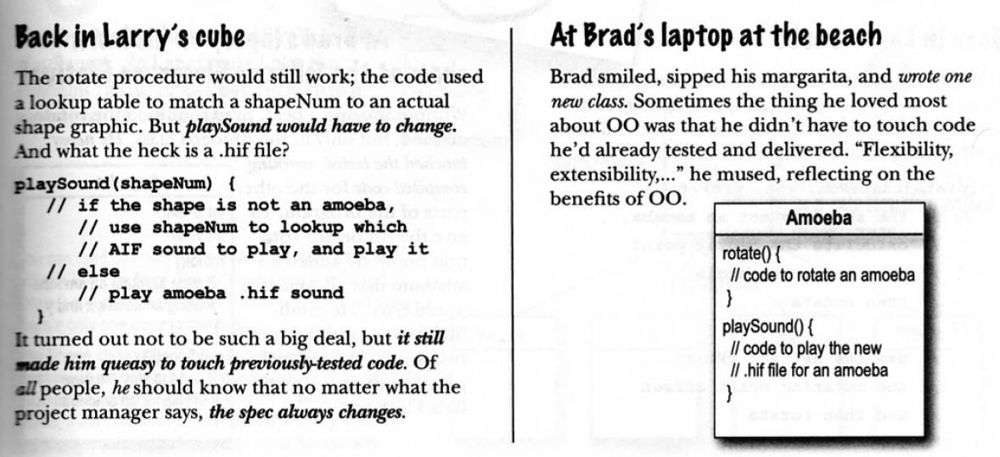 Back in Larry's cube
The rotate procedure would still work; the code used
a lookup table to match a shapeNum to an actual
shape graphic. But playSound would have to change.
And what the heck is a .hif file?
playSound(shapeNum) {
// if the shape is not an amoeba,
// use shapeNum to lookup which
// AIF sound to play, and play it
// else
// play amoeba .hif sound
}
It turned out not to be such a big deal, but it still
made him queasy to touch previously-tested code. Of
all people, he should know that no matter what the
project manager says, the spec always changes.
At Brad's laptop at the beach
Brad smiled, sipped his margarita, and wrote one
new class. Sometimes the thing he loved most
about OO was that he didn't have to touch code
he'd already tested and delivered. “Flexibility,
extensibility,..." he mused, reflecting on the
benefits of OO.
Amoeba
rotate() {
// code to rotate an amoeba
}
playSound() {
// code to play the new
// .hif file for an amoeba
}